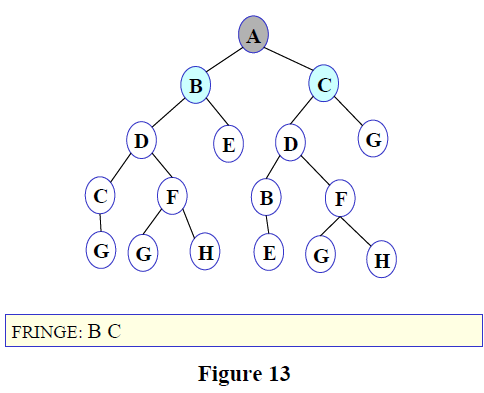 A
B C
D E D G
C F B F
G G H E G H
FRINGE: B C
Figure 13